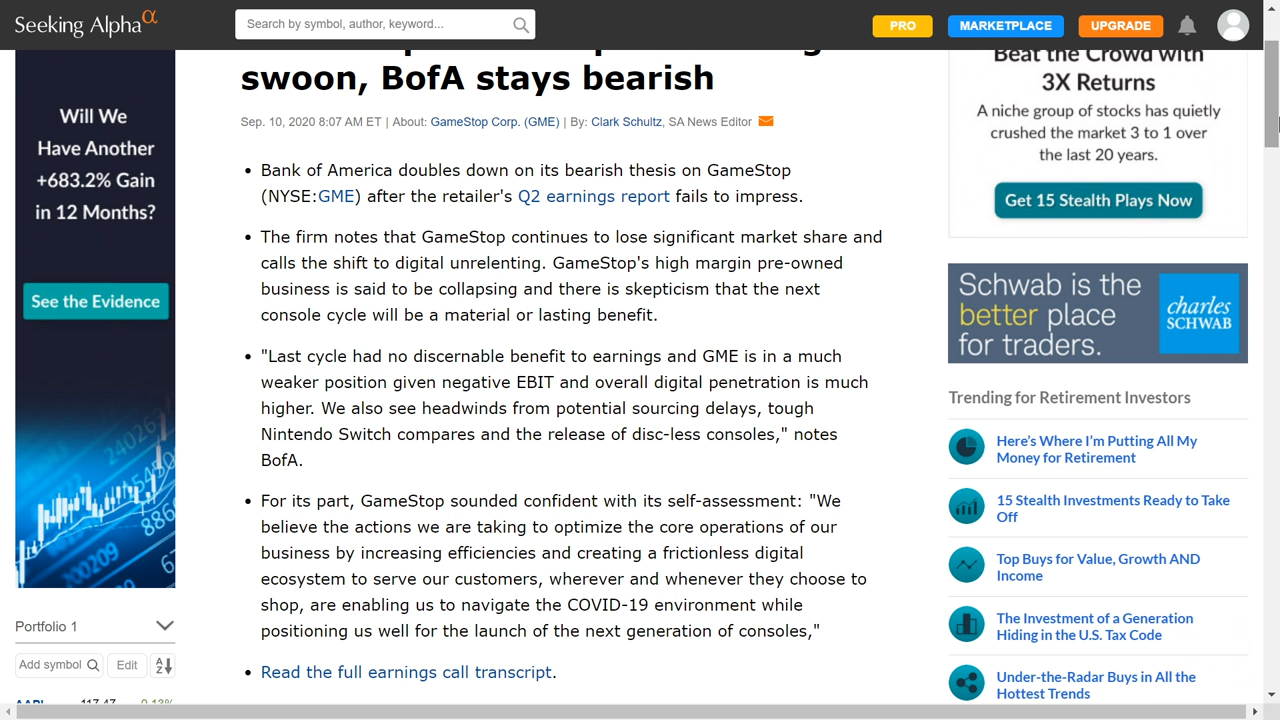 Seeking Alpha α
Search by symbol, author, keyword...
PRO
MARKETPLACE
UPGRADE
swoon, BofA stays bearish
Sep. 10, 2020 8:07 AM ET | About: GameStop Corp. (GME) | By: Clark Schultz, SA News Editor
• Bank of America doubles down on its bearish thesis on GameStop
(NYSE:GME) after the retailer's Q2 earnings report fails to impress.
• The firm notes that GameStop continues to lose significant market share and
calls the shift to digital unrelenting. GameStop's high margin pre-owned
business is said to be collapsing and there is skepticism that the next
console cycle will be a material or lasting benefit.
• "Last cycle had no discernable benefit to earnings and GME is in a much
weaker position given negative EBIT and overall digital penetration is much
higher. We also see headwinds from potential sourcing delays, tough
Nintendo Switch compares and the release of disc-less consoles," notes
BofA.
• For its part, GameStop sounded confident with its self-assessment: "We
believe the actions we are taking to optimize the core operations of our
business by increasing efficiencies and creating a frictionless digital
ecosystem to serve our customers, wherever and whenever they choose to
shop, are enabling us to navigate the COVID-19 environment while
positioning us well for the launch of the next generation of consoles,"
• Read the full earnings call transcript.
Will We
Have Another
+683.2% Gain
in 12 Months?
See the Evidence
Portfolio 1
Add symbol
Edit
A
Z
AAPL 117.47 0.13%
Beat the Crowd with
3X Returns
A niche group of stocks has quietly
crushed the market 3 to 1 over
the last 20 years.
Get 15 Stealth Plays Now
Schwab is the
better place
for traders.
charles
SCHWAB
Trending for Retirement Investors
Here's Where I'm Putting All My
Money for Retirement
15 Stealth Investments Ready to Take
Off
Top Buys for Value, Growth AND
Income
The Investment of a Generation
Hiding in the U.S. Tax Code
Under-the-Radar Buys in All the
Hottest Trends